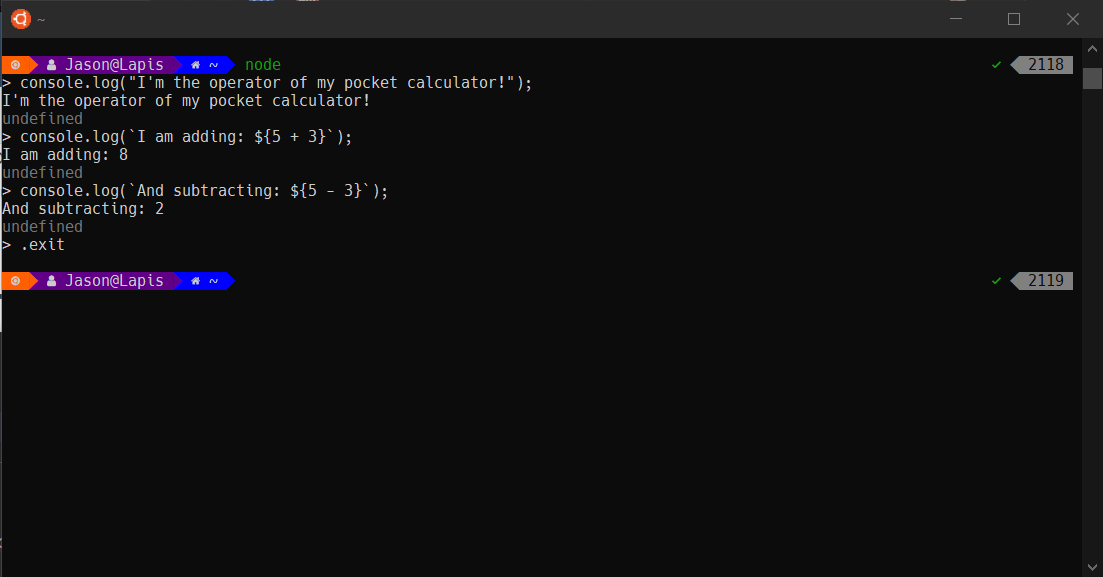 ~
Jason@Lapis ~ node 2118
> console.log("I'm the operator of my pocket calculator!");
I'm the operator of my pocket calculator!
undefined
> console.log(`I am adding: ${5 + 3}`);
I am adding: 8
undefined
> console.log(`And subtracting: ${5 - 3}`);
And subtracting: 2
undefined
> .exit
Jason@Lapis ~ 2119